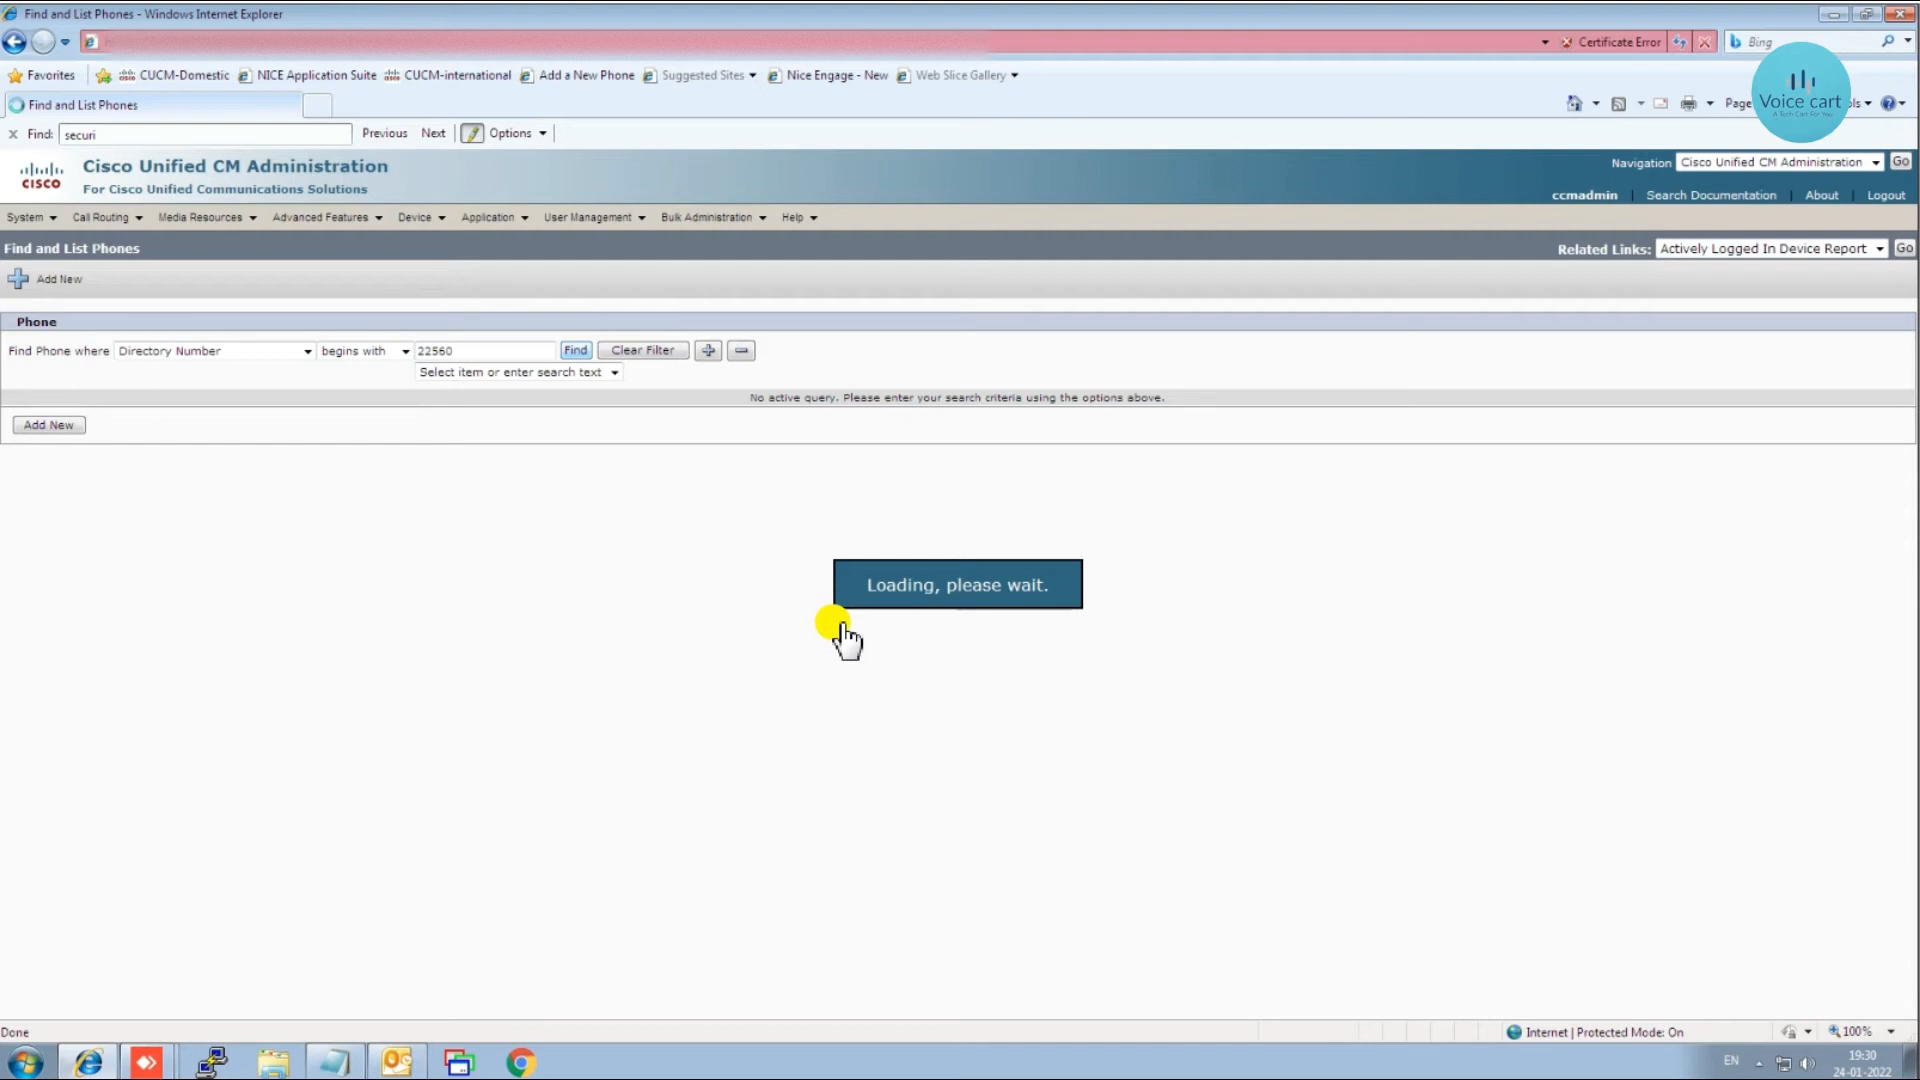 Find and List Phones - Windows Internet Explorer
Certificate Error
Bing
Favorites CUCM-Domestic NICE Application Suite CUCM-international Add a New Phone Suggested Sites Nice Engage - New Web Slice Gallery
Find and List Phones
Page
Voice cart
A Tech Cart For You
Find: securi Previous Next Options
CISCO
Cisco Unified CM Administration
For Cisco Unified Communications Solutions
Navigation Cisco Unified CM Administration Go
ccmadmin | Search Documentation | About | Logout
System Call Routing Media Resources Advanced Features Device Application User Management Bulk Administration Help
Find and List Phones
Related Links: Actively Logged In Device Report Go
Add New
Phone
Find Phone where Directory Number begins with 22560 Find Clear Filter
Select item or enter search text
No active query. Please enter your search criteria using the options above.
Add New
Loading, please wait.
Done
Internet | Protected Mode: On
100%
EN
19:30
24-01-2022